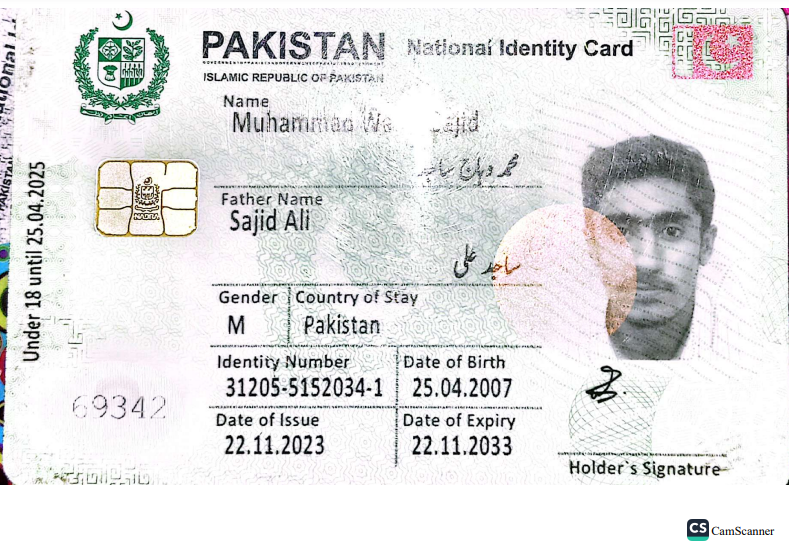 PAKISTAN National Identity Card
ISLAMIC REPUBLIC OF PAKISTAN
Name
Muhammad Sajid
محمد وہاج ساجد
Father Name
Sajid Ali
ساجد علی
Gender Country of Stay
M Pakistan
Identity Number Date of Birth
31205-5152034-1 25.04.2007
Date of Issue Date of Expiry
22.11.2023 22.11.2033
Holder`s Signature
Under 18 until 25.04.2025
69342
NADRA
CS CamScanner